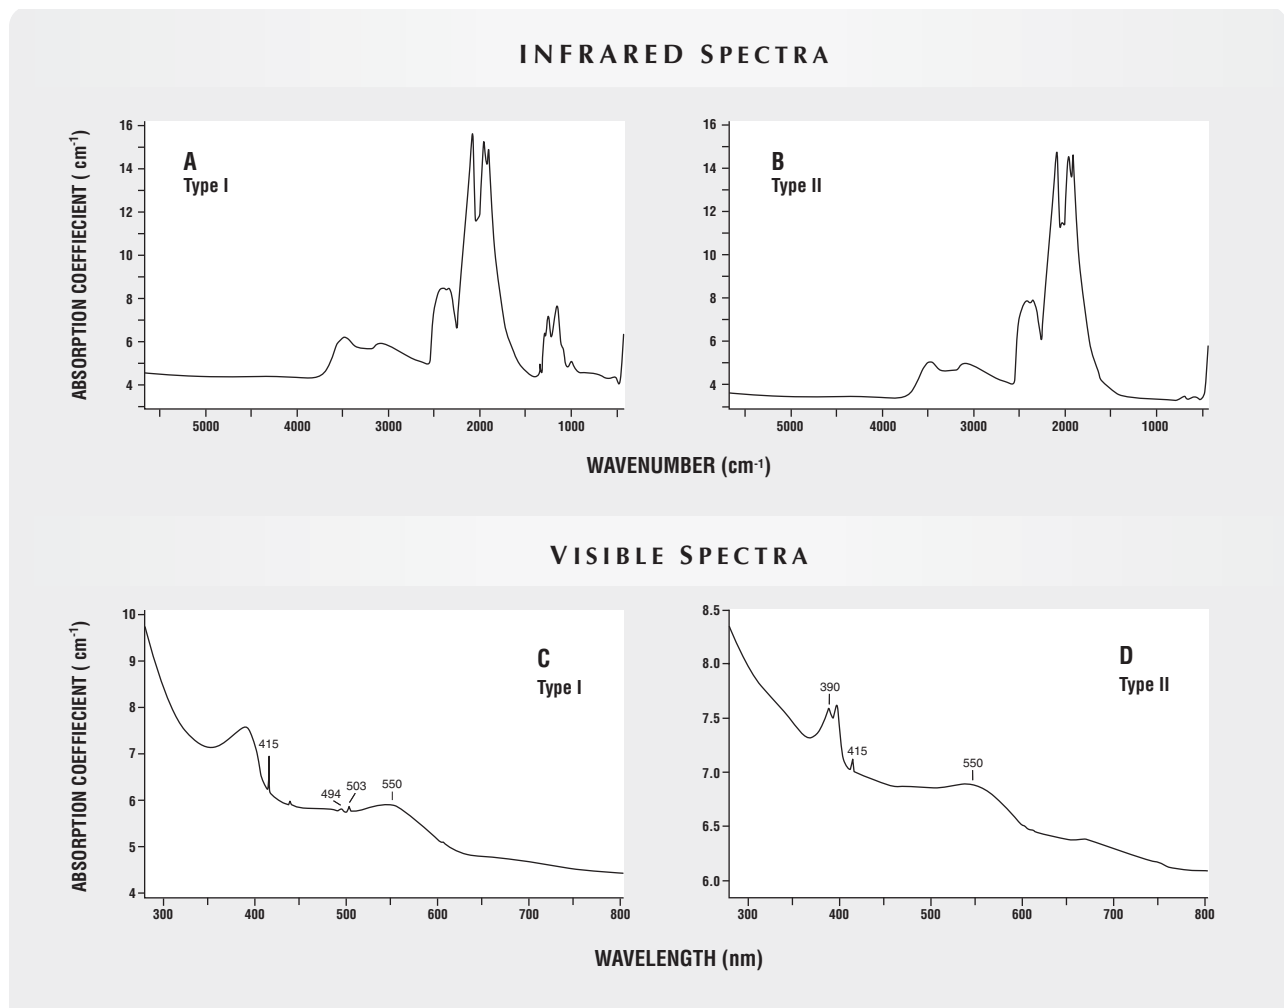 INFRARED SPECTRA
ABSORPTION COEFFIECIENT ( cm-1)
16
14
12
10
8
6
4
A
Type I
5000 4000 3000 2000 1000
16
14
12
10
8
6
4
B
Type II
5000 4000 3000 2000 1000
WAVENUMBER (cm-1)
VISIBLE SPECTRA
ABSORPTION COEFFIECIENT ( cm-1)
10
9
8
7
6
5
4
C
Type I
415
494
503
550
300 400 500 600 700 800
8.5
8.0
7.5
7.0
6.5
6.0
D
Type II
390
415
550
300 400 500 600 700 800
WAVELENGTH (nm)